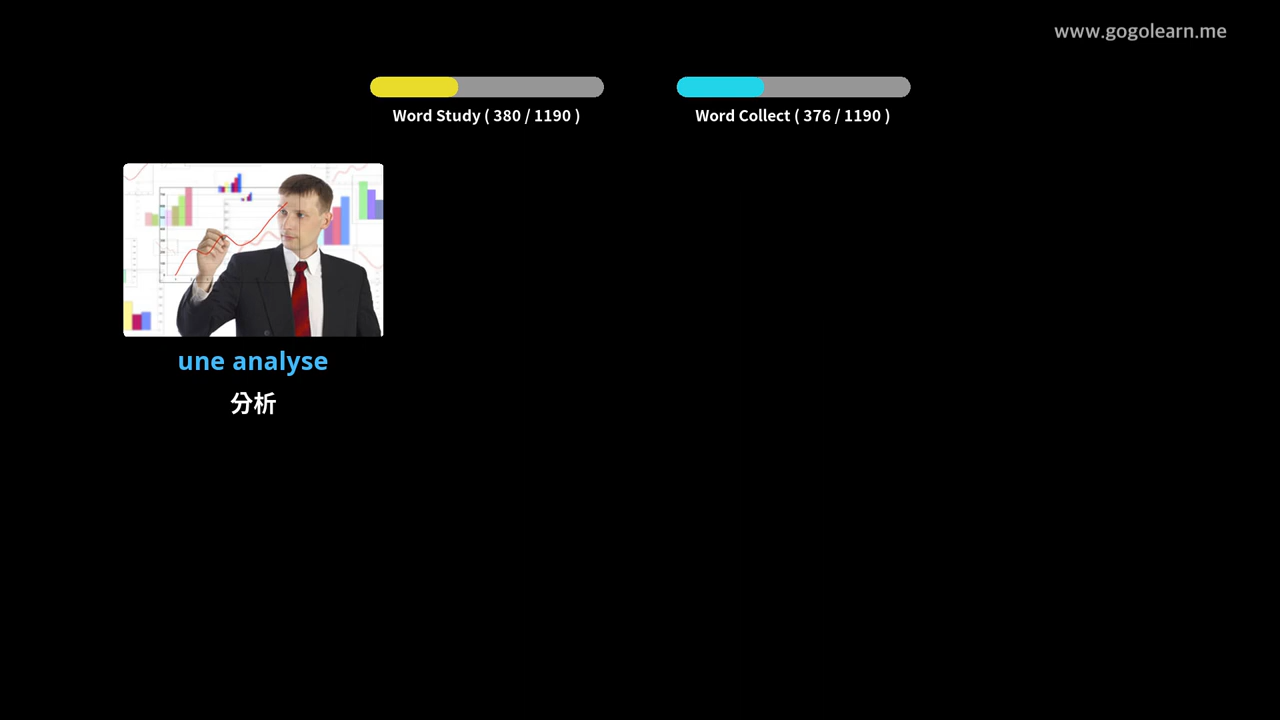 www.gogolearn.me
Word Study ( 380 / 1190 )
Word Collect ( 376 / 1190 )
une analyse
分析